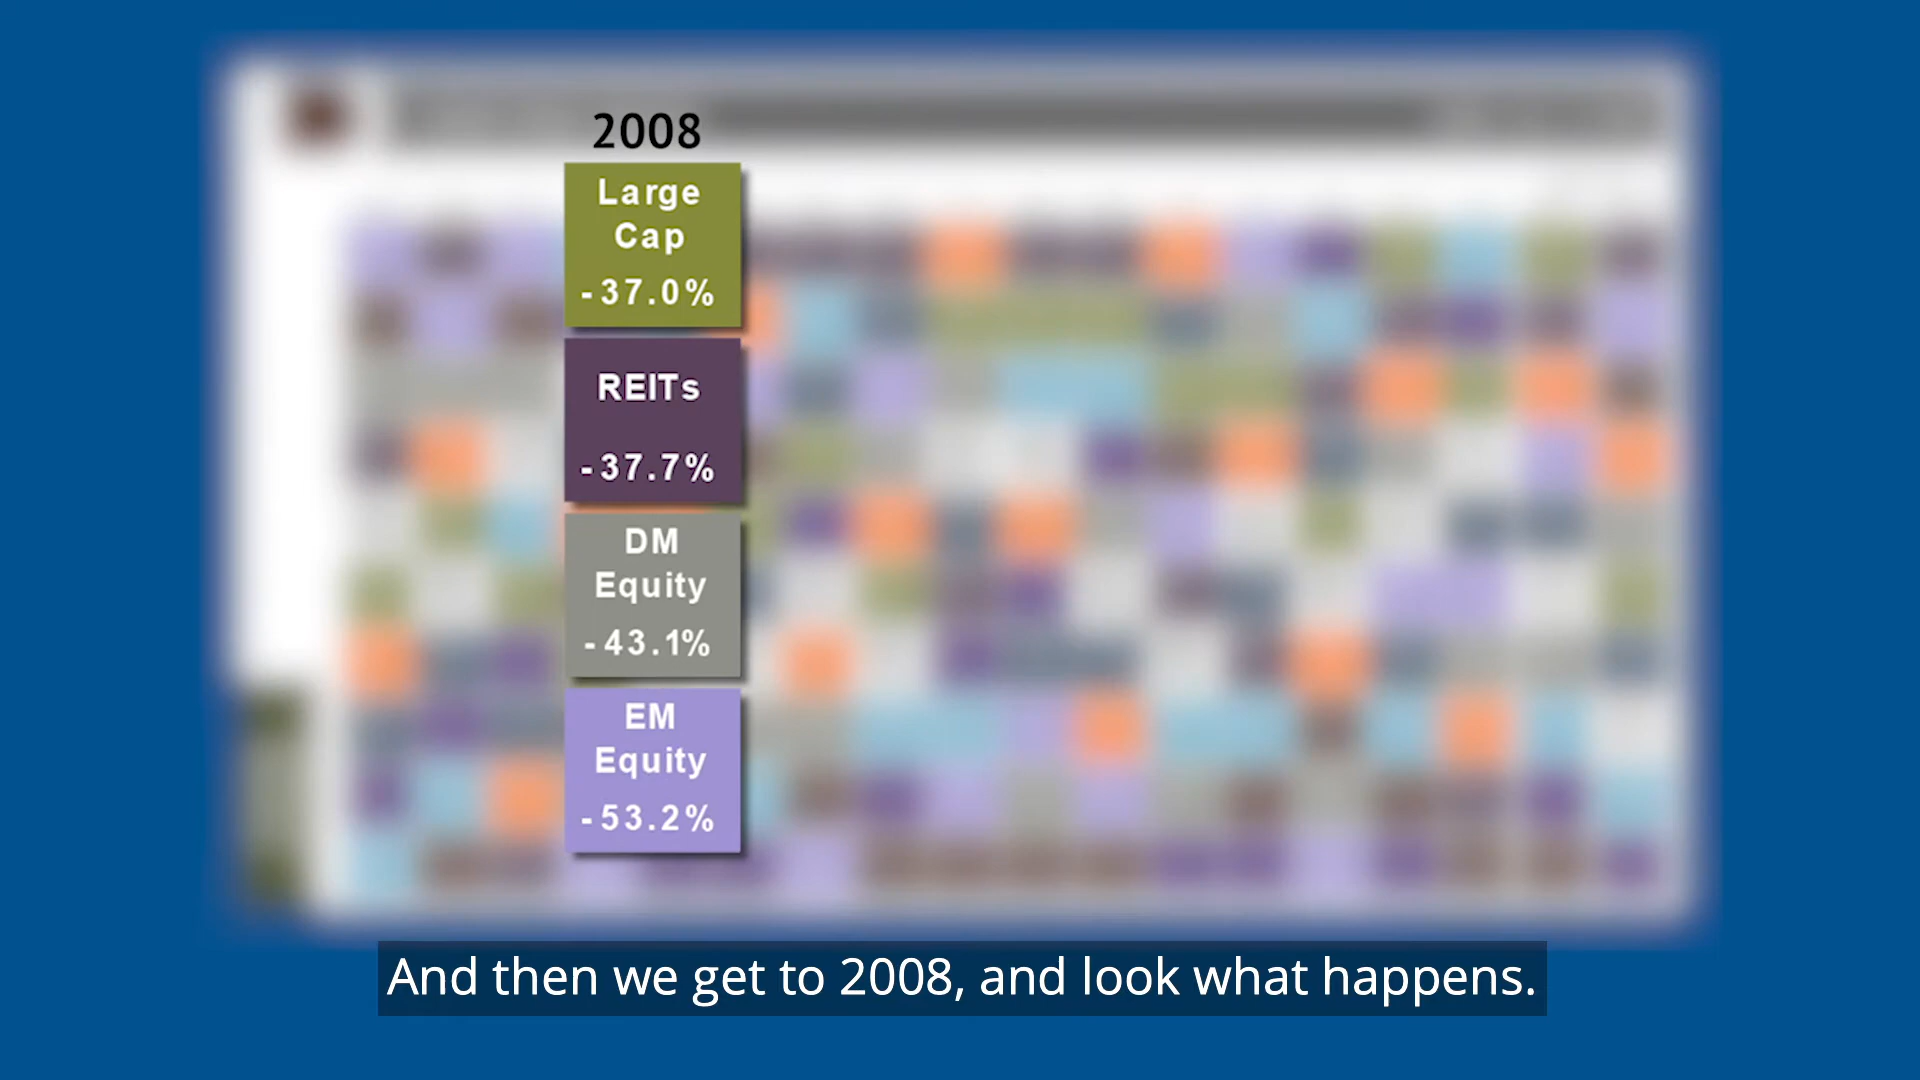 2008
Large
Cap
-37.0%
REITs
-37.7%
DM
Equity
-43.1%
EM
Equity
-53.2%
And then we get to 2008, and look what happens.